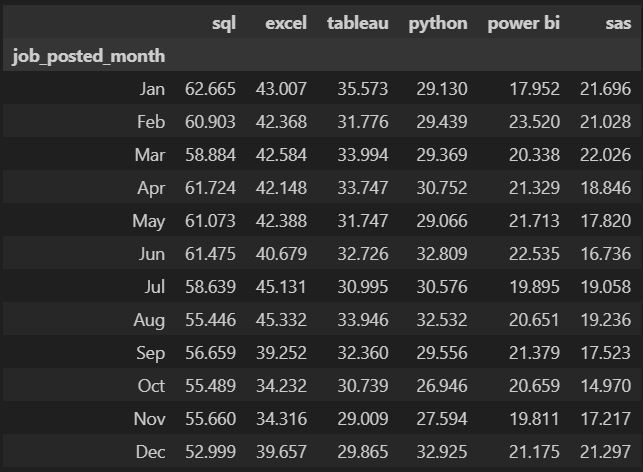 sql excel tableau python power bi sas
job_posted_month
Jan 62.665 43.007 35.573 29.130 17.952 21.696
Feb 60.903 42.368 31.776 29.439 23.520 21.028
Mar 58.884 42.584 33.994 29.369 20.338 22.026
Apr 61.724 42.148 33.747 30.752 21.329 18.846
May 61.073 42.388 31.747 29.066 21.713 17.820
Jun 61.475 40.679 32.726 32.809 22.535 16.736
Jul 58.639 45.131 30.995 30.576 19.895 19.058
Aug 55.446 45.332 33.946 32.532 20.651 19.236
Sep 56.659 39.252 32.360 29.556 21.379 17.523
Oct 55.489 34.232 30.739 26.946 20.659 14.970
Nov 55.660 34.316 29.009 27.594 19.811 17.217
Dec 52.999 39.657 29.865 32.925 21.175 21.297